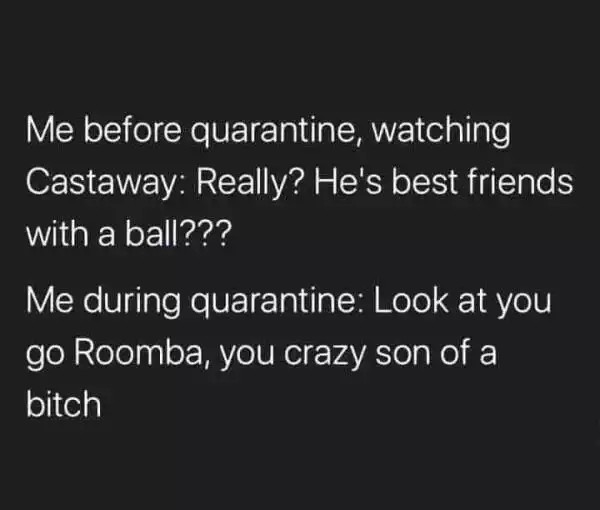 Me before quarantine, watching
Castaway: Really? He's best friends
with a ball???
Me during quarantine: Look at you
go Roomba, you crazy son of a
bitch